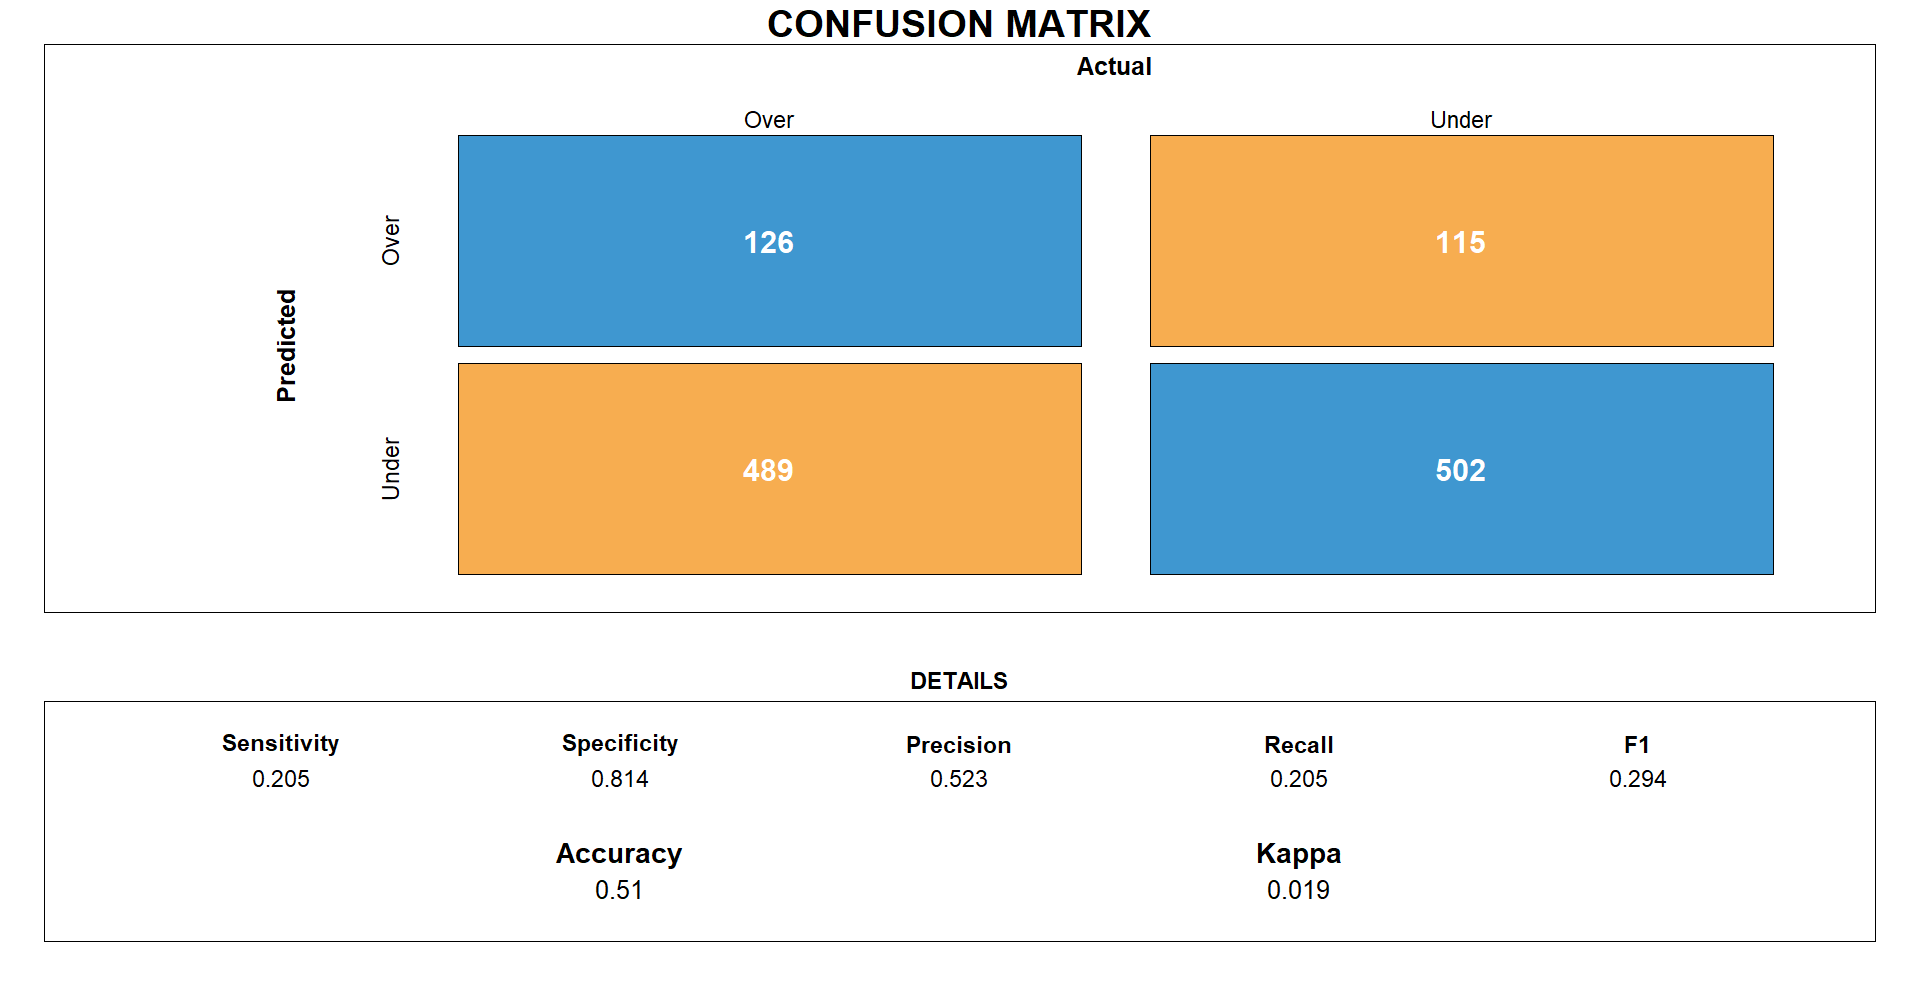 CONFUSION MATRIX
Actual
Over Under
Predicted
Over
126 115
Under
489 502
DETAILS
Sensitivity Specificity Precision Recall F1
0.205 0.814 0.523 0.205 0.294
Accuracy Kappa
0.51 0.019